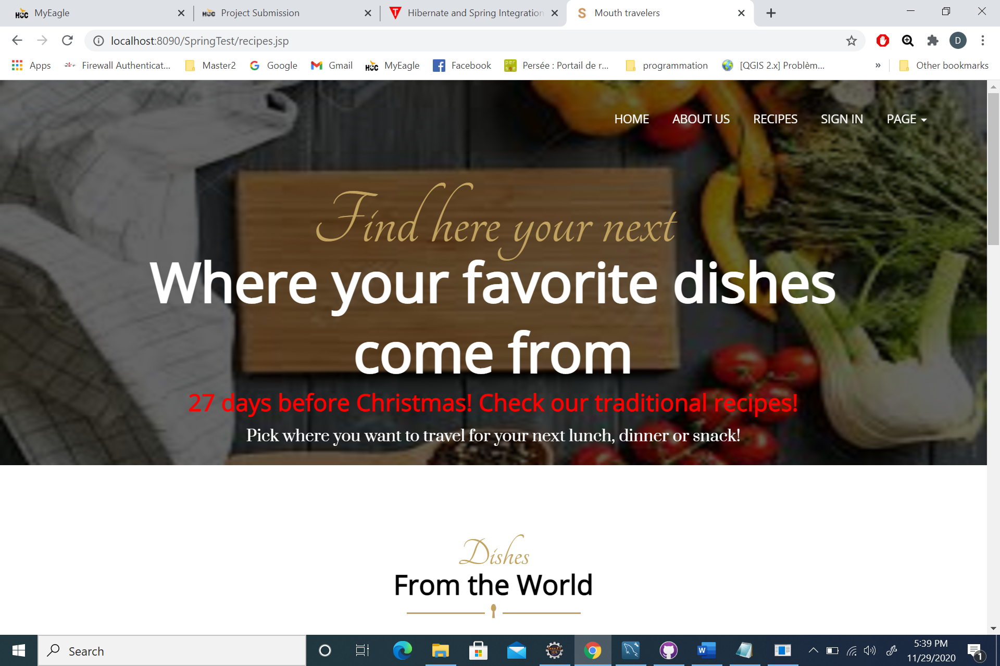 MyEagle
Project Submission
Hibernate and Spring Integration
Mouth travelers
localhost:8090/SpringTest/recipes.jsp
D
Apps
Firewall Authenticat...
Master2
Google
Gmail
MyEagle
Facebook
Persée : Portail de r...
programmation
[QGIS 2.x] Problèm...
»
Other bookmarks
HOME
ABOUT US
RECIPES
SIGN IN
PAGE
Find here your next
Where your favorite dishes
come from
27 days before Christmas! Check our traditional recipes!
Pick where you want to travel for your next lunch, dinner or snack!
Dishes
From the World
Search
5:39 PM
11/29/2020
1